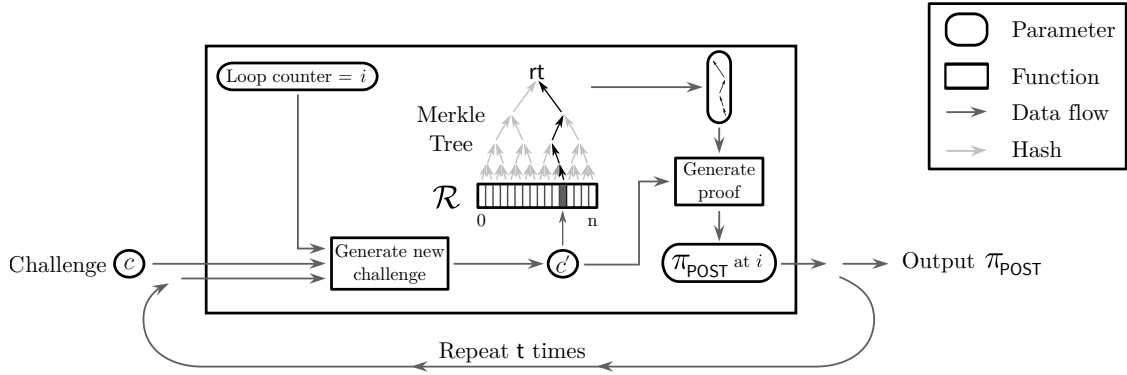 Parameter
Function
Data flow
Hash
Loop counter = i
rt
Merkle
Tree
R
0
n
Generate
proof
Challenge c
Generate new
challenge
c′
π_POST at i
Output π_POST
Repeat t times